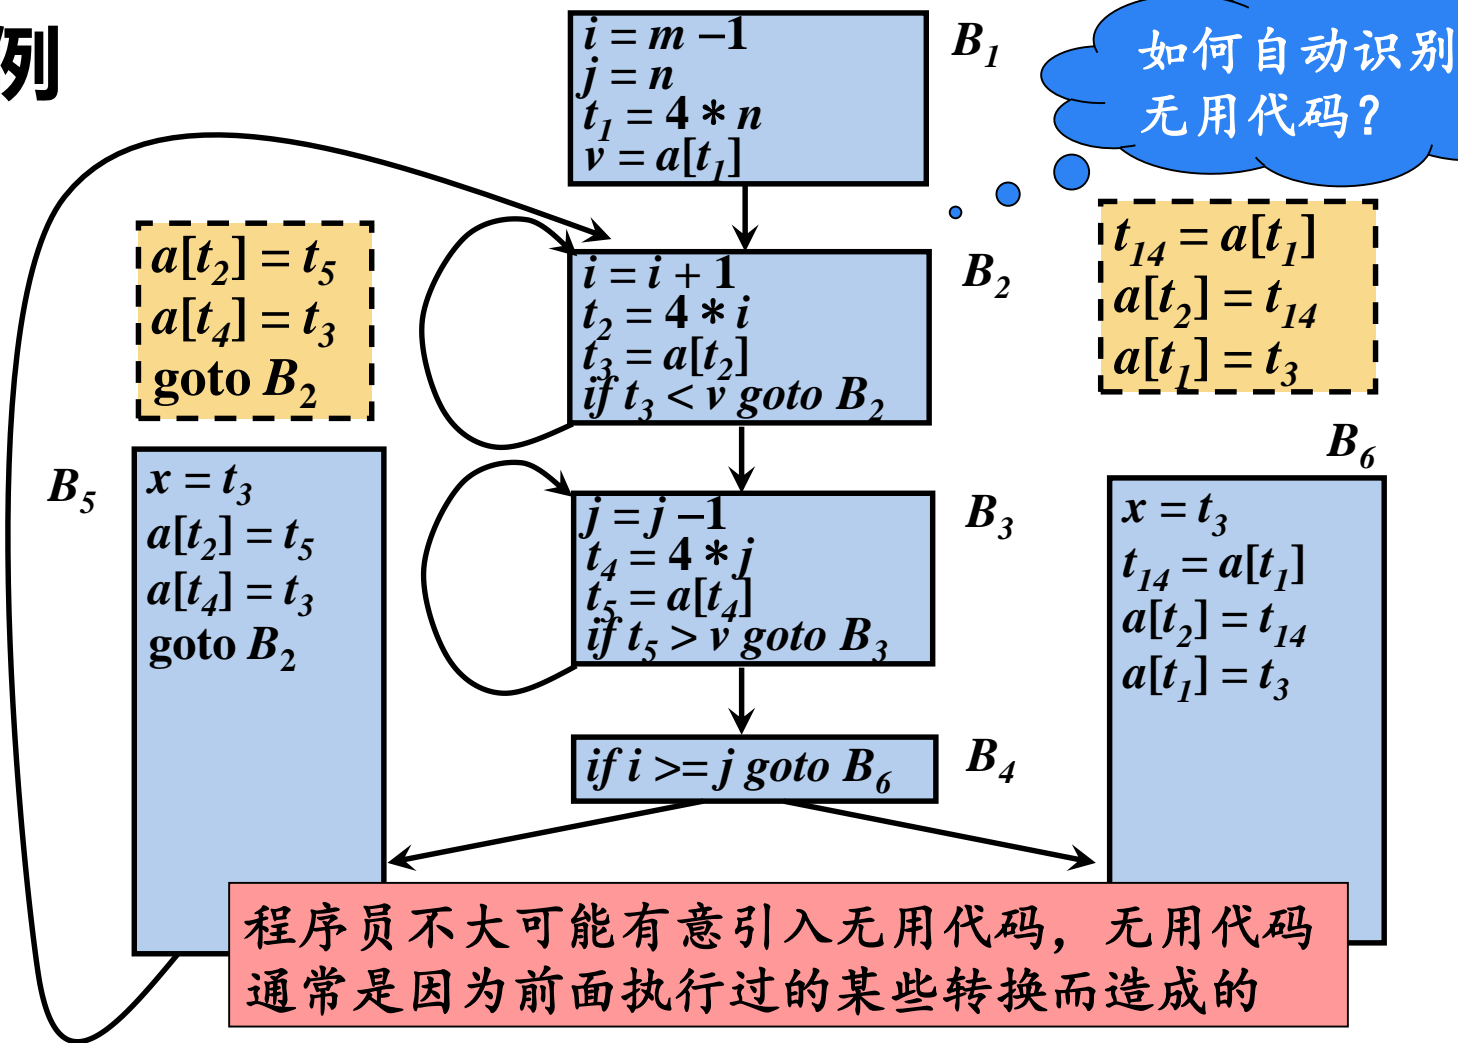 例
i = m −1
j = n
t₁ = 4 * n
v = a[t₁]
B₁
如何自动识别
无用代码?
a[t₂] = t₅
a[t₄] = t₃
goto B₂
i = i + 1
t₂ = 4 * i
t₃ = a[t₂]
if t₃ < v goto B₂
B₂
t₁₄ = a[t₁]
a[t₂] = t₁₄
a[t₁] = t₃
B₅
x = t₃
a[t₂] = t₅
a[t₄] = t₃
goto B₂
j = j −1
t₄ = 4 * j
t₅ = a[t₄]
if t₅ > v goto B₃
B₃
B₆
x = t₃
t₁₄ = a[t₁]
a[t₂] = t₁₄
a[t₁] = t₃
if i >= j goto B₆
B₄
程序员不大可能有意引入无用代码，无用代码
通常是因为前面执行过的某些转换而造成的